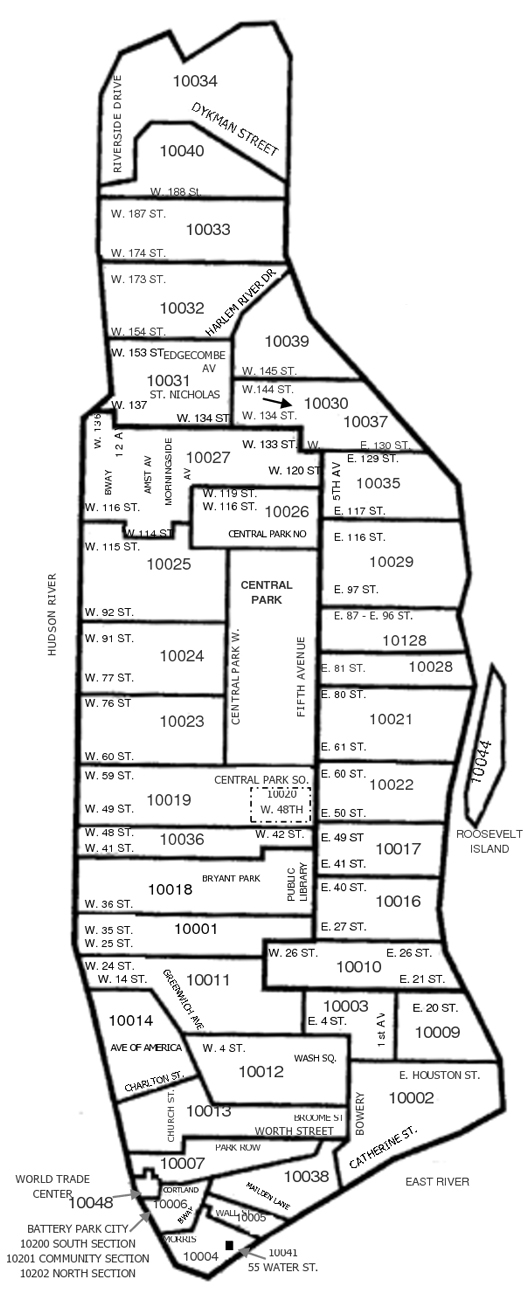 10034
RIVERSIDE DRIVE
DYKMAN STREET
10040
W. 188 St.
W. 187 ST.
10033
W. 174 ST.
W. 173 ST.
HARLEM RIVER DR
10032
W. 154 ST.
W. 153 ST
EDGECOMBE
AV
10039
W. 145 ST.
10031
ST. NICHOLAS
W. 137
W. 134 ST.
W.144 ST.
10030
W. 134 ST.
10037
W. 136
1 2 A
W. 133 ST.
W.
E. 130 ST.
10027
W. 120 ST
BWAY
AMST AV
MORNINGSIDE
AV
W. 116 ST.
5TH AV
E. 129 ST.
10035
E. 117 ST.
W. 119 ST.
W. 116 ST.
10026
CENTRAL PARK NO
W. 114 ST.
W. 115 ST.
10025
W. 92 ST.
E. 116 ST.
10029
E. 97 ST.
CENTRAL
PARK
HUDSON RIVER
CENTRAL PARK W.
FIFTH AVENUE
E. 87 - E. 96 ST.
10128
W. 91 ST.
10024
W. 77 ST.
E. 81 ST.
10028
E. 80 ST.
10021
E. 61 ST.
W. 76 ST
10023
W. 60 ST.
10044
ROOSEVELT
ISLAND
W. 59 ST.
CENTRAL PARK SO.
10020
W. 48TH
10019
W. 49 ST.
E. 60 ST.
10022
E. 50 ST.
W. 48 ST.
W. 41 ST.
10036
W. 42 ST.
E. 49 ST
10017
E. 41 ST.
BRYANT PARK
PUBLIC
LIBRARY
10018
W. 36 ST.
E. 40 ST.
10016
E. 27 ST.
W. 35 ST.
W. 25 ST.
10001
W. 26 ST.
E. 26 ST.
10010
E. 21 ST.
W. 24 ST.
W. 14 ST.
GREENWICH AVE
10011
10003
E. 4 ST.
1 st A V
E. 20 ST.
10009
10014
AVE OF AMERICA
CHARLTON ST.
W. 4 ST.
WASH SQ.
10012
E. HOUSTON ST.
10002
BOWERY
CATHERINE ST.
CHURCH ST.
10013
BROOME ST
WORTH STREET
PARK ROW
10007
10038
MAIDEN LANE
EAST RIVER
WORLD TRADE
CENTER
10048
CORTLAND
10006
BWAY
WALL ST.
10005
MORRIS
10004
BATTERY PARK CITY
10200 SOUTH SECTION
10201 COMMUNITY SECTION
10202 NORTH SECTION
10041
55 WATER ST.